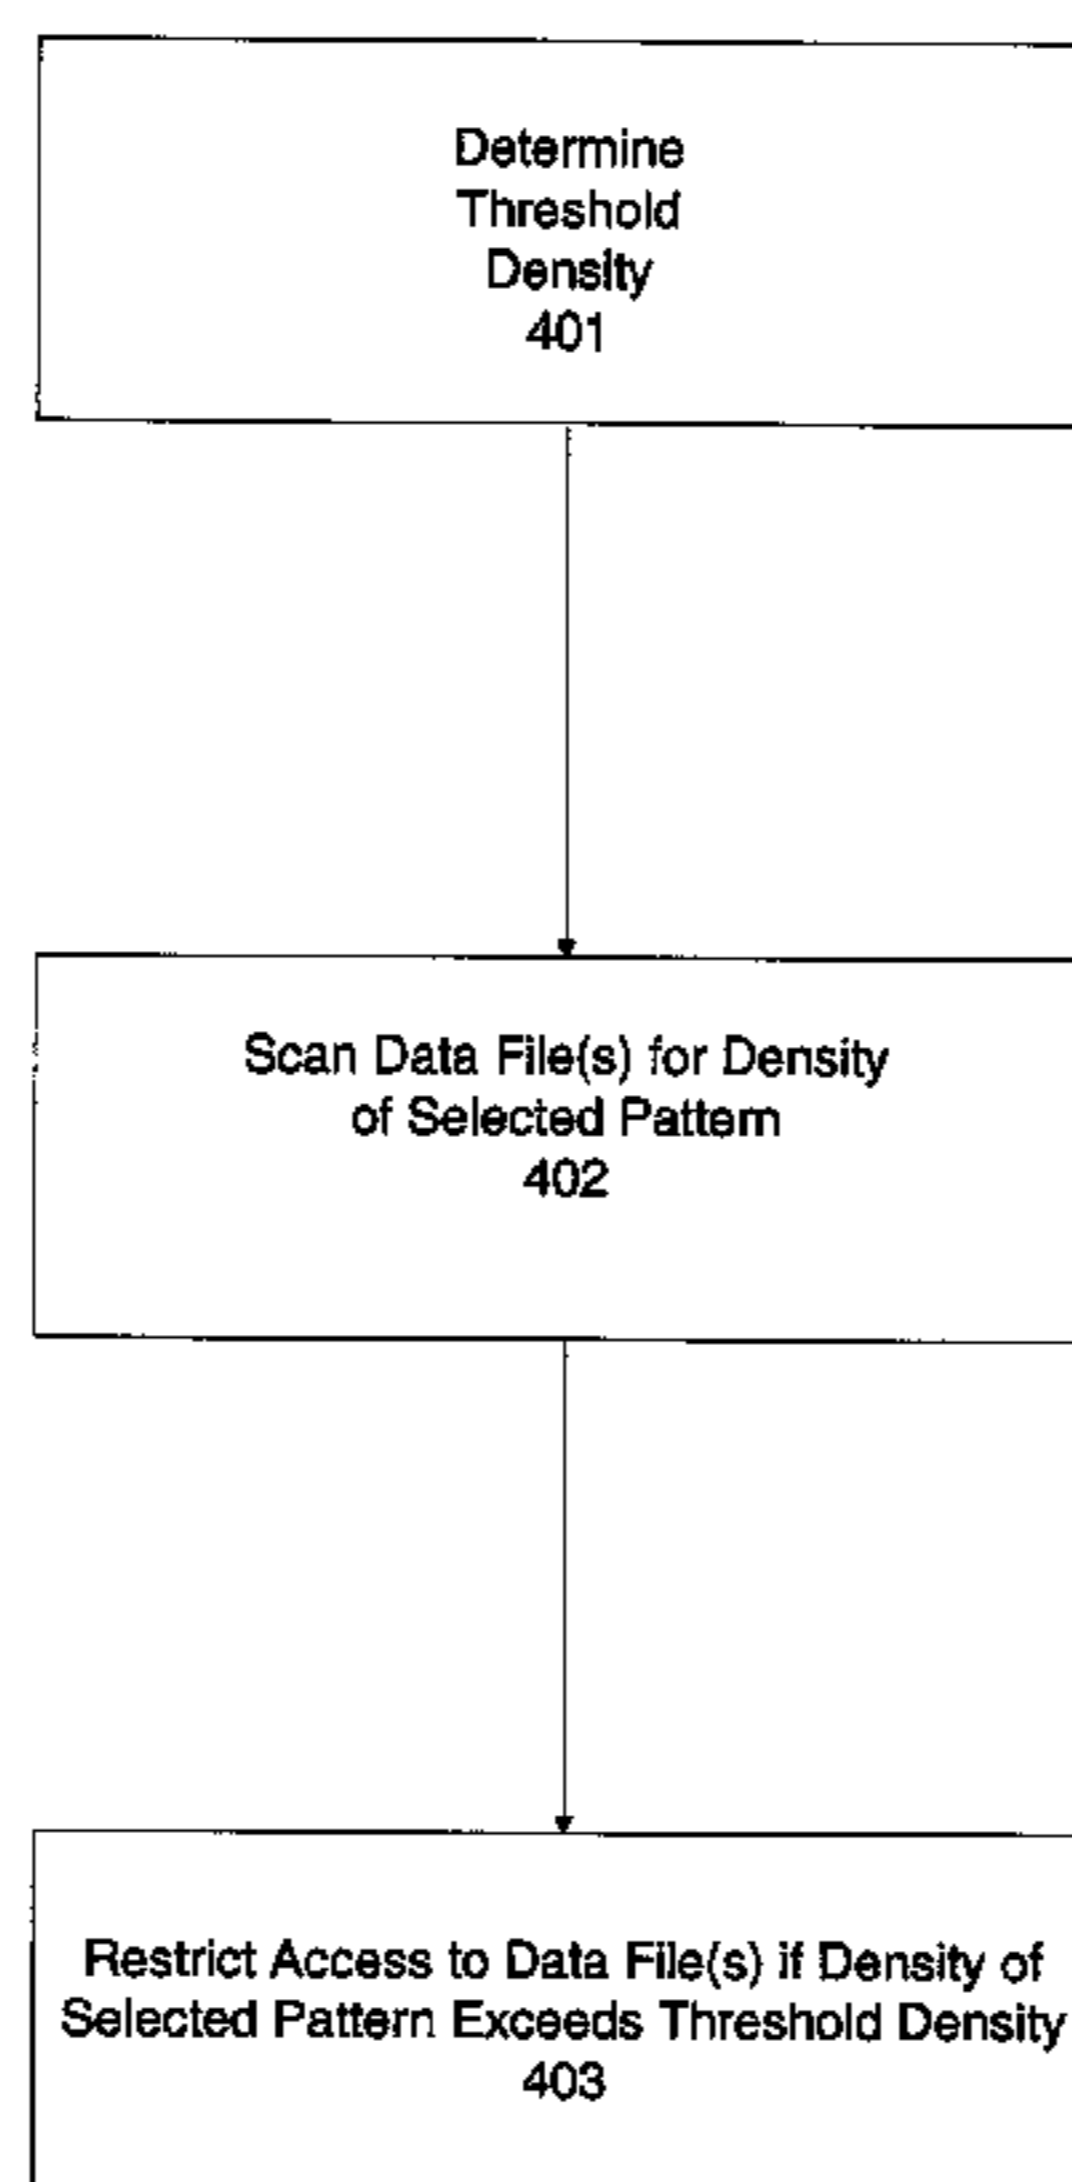 Determine
Threshold
Density
401
Scan Data File(s) for Density
of Selected Pattern
402
Restrict Access to Data File(s) if Density of
Selected Pattern Exceeds Threshold Density
403